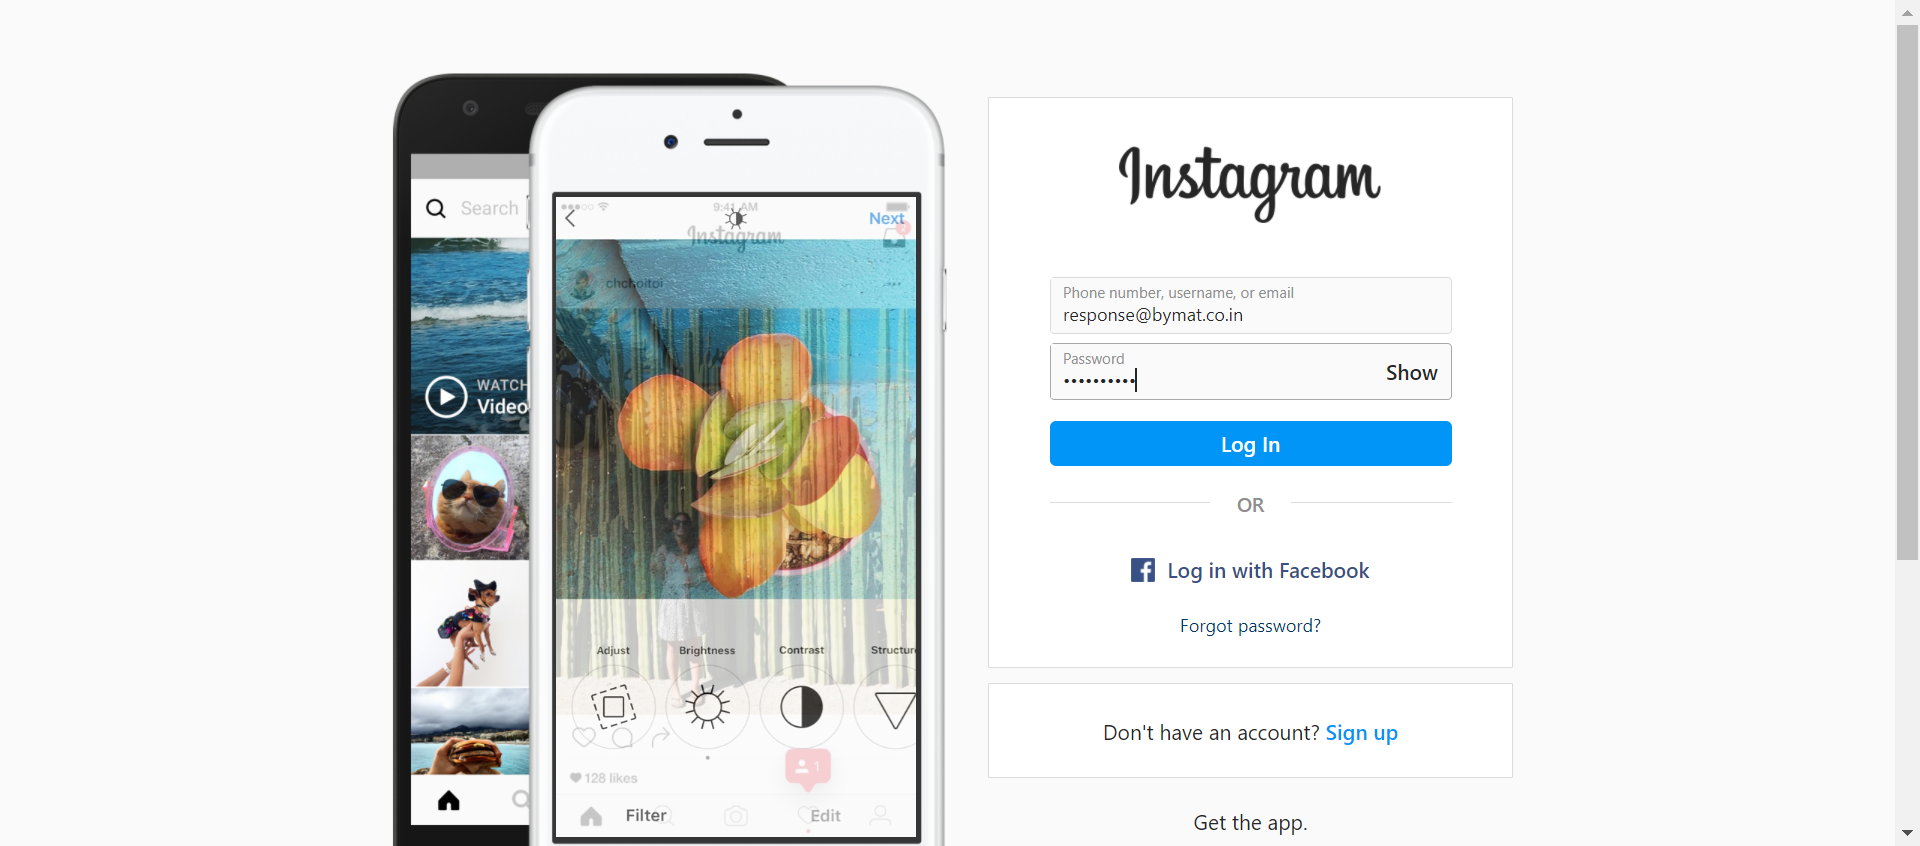 Search
WATCH
Video
9:41 AM
Next
Instagram
chchoitoi
Adjust
Brightness
Contrast
Structure
128 likes
1
Filter
Edit
Instagram
Phone number, username, or email
response@bymat.co.in
Password
••••••••••
Show
Log In
OR
Log in with Facebook
Forgot password?
Don't have an account? Sign up
Get the app.